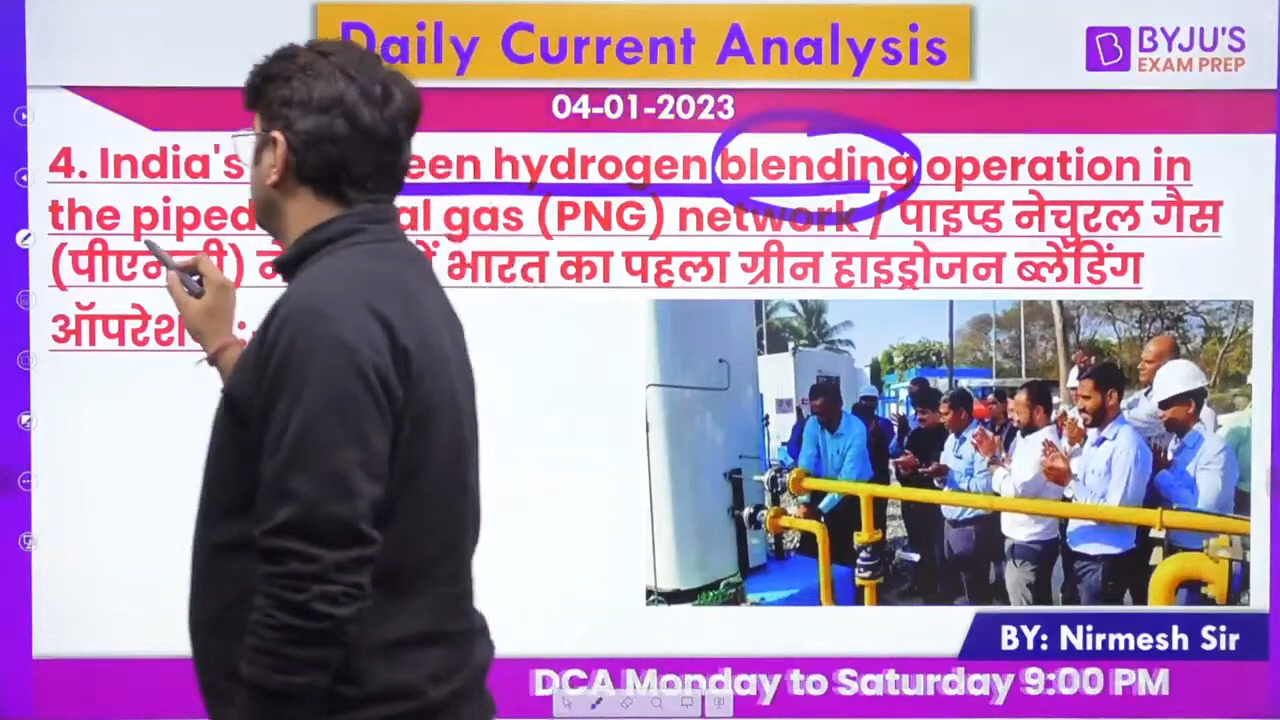 Daily Current Analysis
BYJU'S
EXAM PREP
04-01-2023
4. India's een hydrogen blending operation in
the piped al gas (PNG) network / पाइप्ड नेचुरल गैस
में भारत का पहला ग्रीन हाइड्रोजन ब्लेंडिंग
BY: Nirmesh Sir
DCA Monday to Saturday 9:00 PM